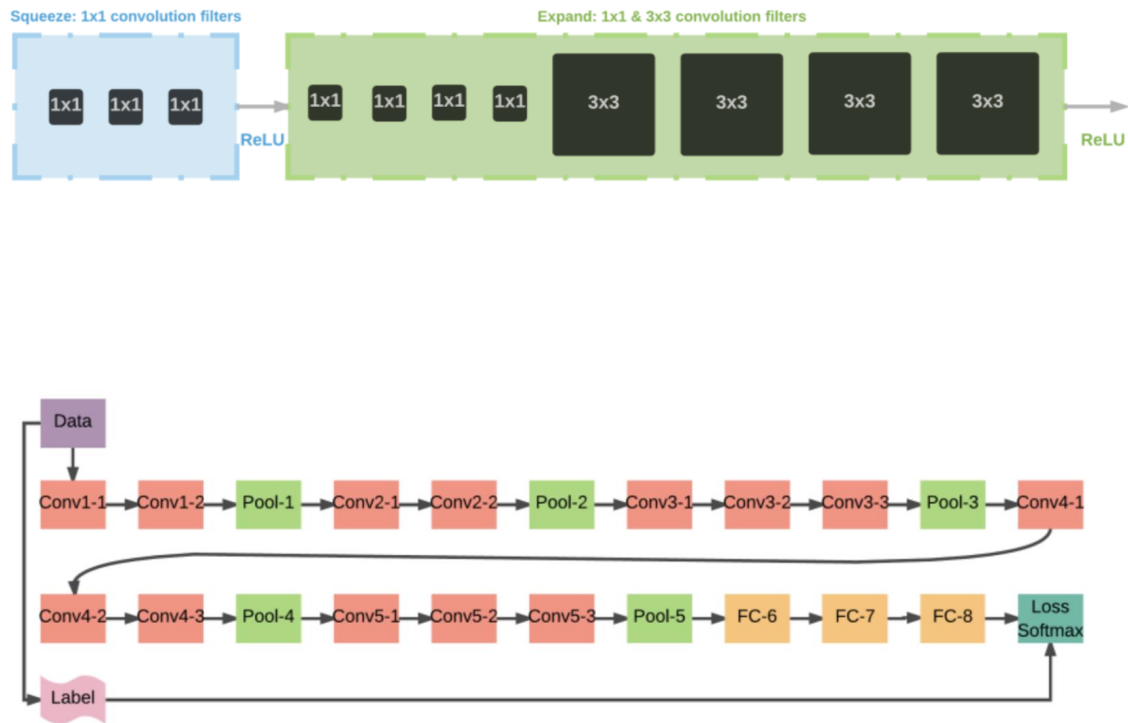 Squeeze: 1x1 convolution filters
Expand: 1x1 & 3x3 convolution filters
1x1 1x1 1x1
1x1 1x1 1x1 1x1 3x3 3x3 3x3 3x3
ReLU
ReLU
Data
Conv1-1 Conv1-2 Pool-1 Conv2-1 Conv2-2 Pool-2 Conv3-1 Conv3-2 Conv3-3 Pool-3 Conv4-1
Conv4-2 Conv4-3 Pool-4 Conv5-1 Conv5-2 Conv5-3 Pool-5 FC-6 FC-7 FC-8
Loss
Softmax
Label